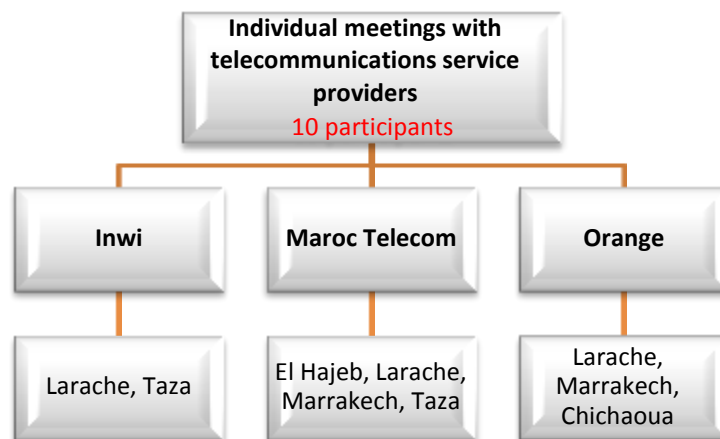 Individual meetings with
telecommunications service
providers
10 participants
Inwi
Maroc Telecom
Orange
Larache, Taza
El Hajeb, Larache,
Marrakech, Taza
Larache,
Marrakech,
Chichaoua